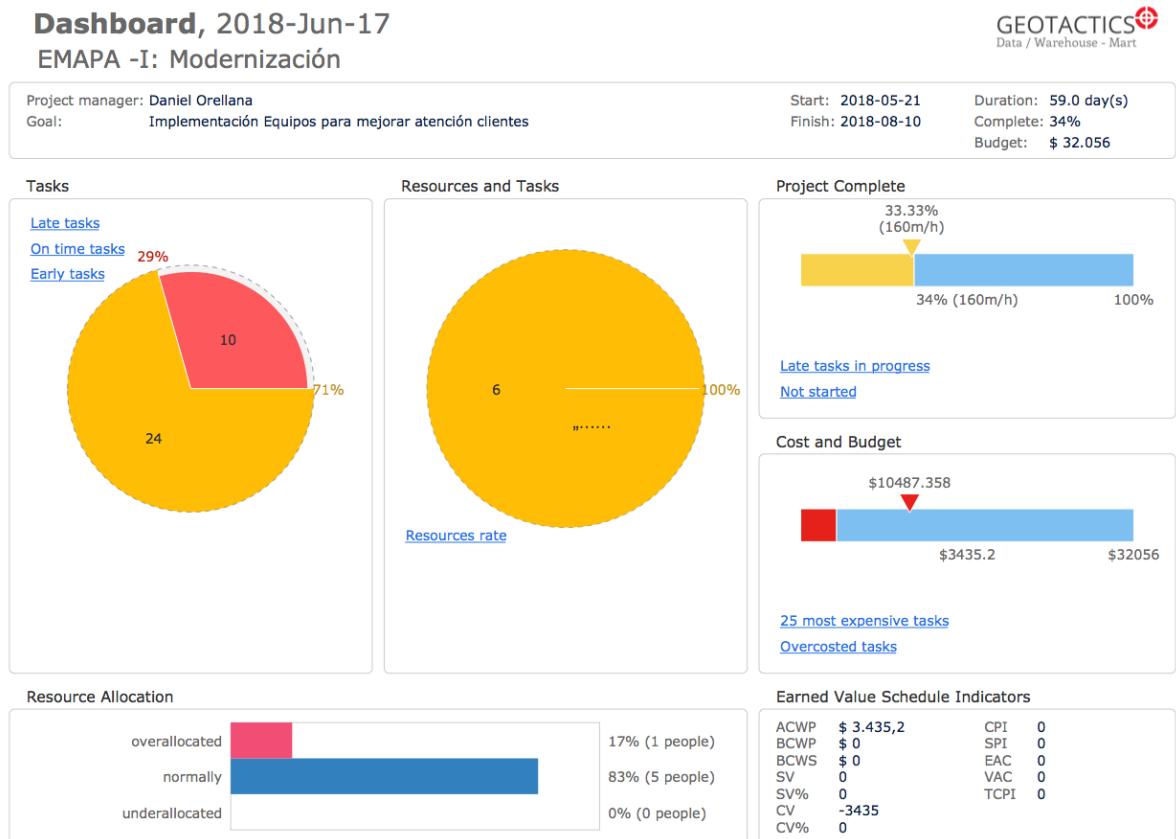 Dashboard, 2018-Jun-17
EMAPA -I: Modernización
GEOTACTICS
Data / Warehouse - Mart
Project manager: Daniel Orellana
Goal: Implementación Equipos para mejorar atención clientes
Start: 2018-05-21
Finish: 2018-08-10
Duration: 59.0 day(s)
Complete: 34%
Budget: $ 32.056
Tasks
Late tasks
On time tasks
Early tasks
29%
10
71%
24
Resources and Tasks
6
100%
„......
Resources rate
Project Complete
33.33%
(160m/h)
34% (160m/h)
100%
Late tasks in progress
Not started
Cost and Budget
$10487.358
$3435.2
$32056
25 most expensive tasks
Overcosted tasks
Resource Allocation
overallocated 17% (1 people)
normally 83% (5 people)
underallocated 0% (0 people)
Earned Value Schedule Indicators
ACWP $ 3.435,2 CPI 0
BCWP $ 0 SPI 0
BCWS $ 0 EAC 0
SV 0 VAC 0
SV% 0 TCPI 0
CV -3435
CV% 0